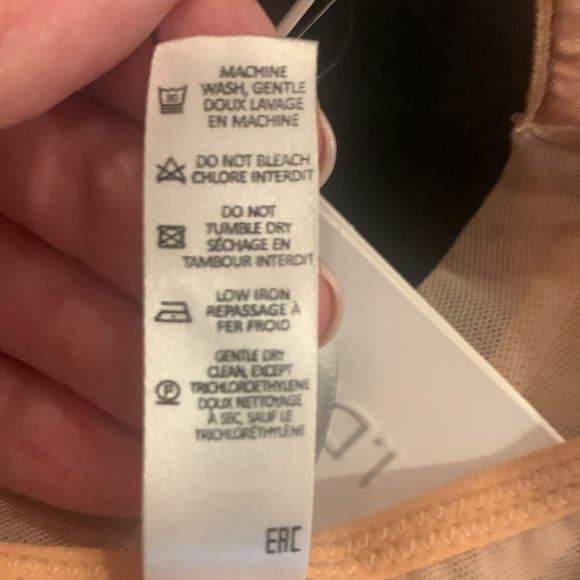 30
MACHINE
WASH, GENTLE
DOUX LAVAGE
EN MACHINE
DO NOT BLEACH
CHLORE INTERDIT
DO NOT
TUMBLE DRY
SÉCHAGE EN
TAMBOUR INTERDIT
LOW IRON
REPASSAGE À
FER FROID
GENTLE DRY
CLEAN, EXCEPT
TRICHLOROETHYLENE
P
DOUX NETTOYAGE
À SEC, SAUF LE
TRICHLORÉTHYLÈNE
EAC